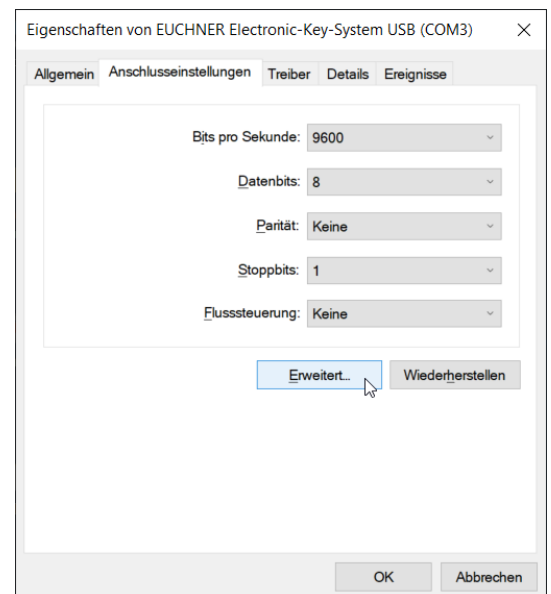 Eigenschaften von EUCHNER Electronic-Key-System USB (COM3)
Allgemein Anschlusseinstellungen Treiber Details Ereignisse
Bits pro Sekunde: 9600
Datenbits: 8
Parität: Keine
Stoppbits: 1
Flusssteuerung: Keine
Erweitert... Wiederherstellen
OK Abbrechen